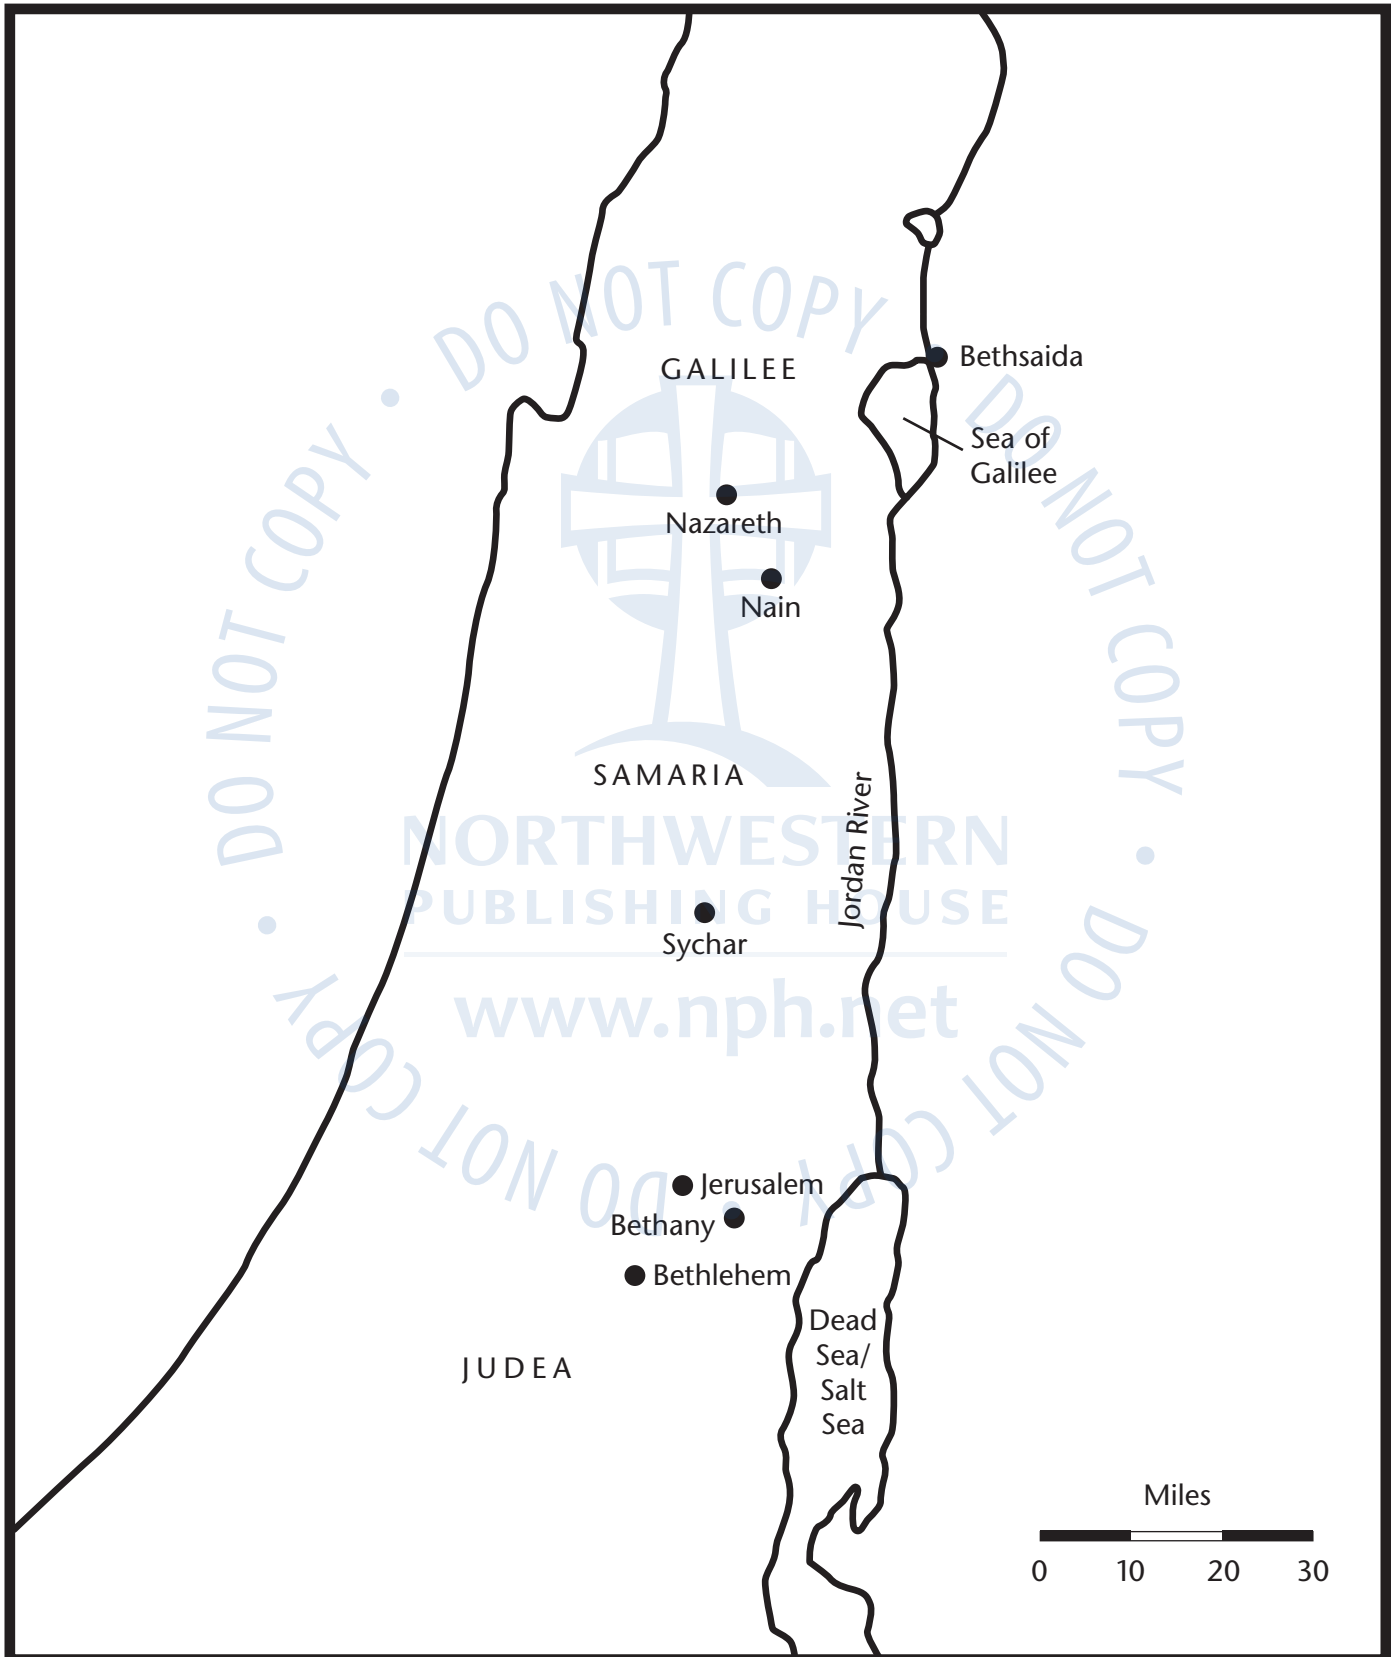 GALILEE
Bethsaida
Sea of
Galilee
Nazareth
Nain
SAMARIA
Jordan River
Sychar
Jerusalem
Bethany
Bethlehem
JUDEA
Dead
Sea/
Salt
Sea
Miles
0 10 20 30
DO NOT COPY • DO NOT COPY • DO NOT COPY • DO NOT COPY • DO NOT COPY •
NORTHWESTERN
PUBLISHING HOUSE
www.nph.net